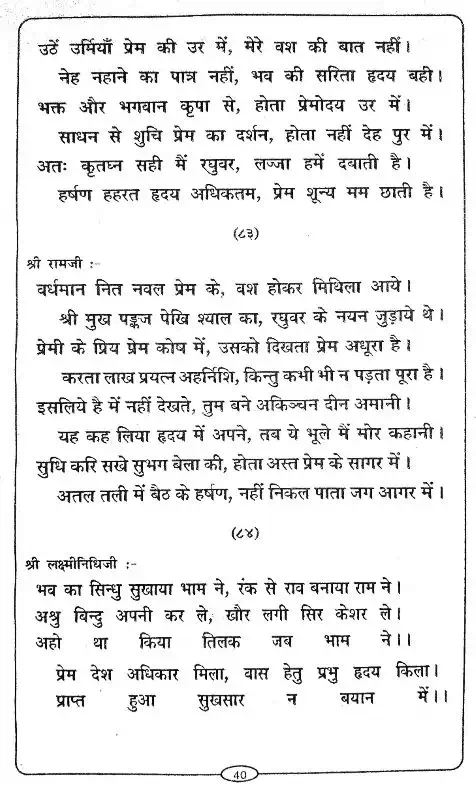 उठें उर्मियाँ प्रेम की उर में, मेरे वश की बात नहीं।
नेह नहाने का पात्र नहीं, भव की सरिता हृदय बही।
भक्त और भगवान कृपा से, होता प्रेमोदय उर में।
साधन से शुचि प्रेम का दर्शन, होता नहीं देह पुर में।
अतः कृतघ्न सही मैं रघुवर, लज्जा हमें दबाती है।
हर्षण हहरत हृदय अधिकतम, प्रेम शून्य मम छाती है।
(८३)
श्री रामजी :-
वर्धमान नित नवल प्रेम के, वश होकर मिथिला आये।
श्री मुख पङ्कज पेखि श्याल का, रघुवर के नयन जुड़ाये थे।
प्रेमी के प्रिय प्रेम कोष में, उसको दिखता प्रेम अधूरा है।
करता लाख प्रयत्न अहर्निशि, किन्तु कभी भी न पड़ता पूरा है।
इसलिये है में नहीं देखते, तुम बने अकिञ्चन दीन अमानी।
यह कह लिया हृदय में अपने, तब ये भूले मैं मोर कहानी।
सुधि करि सखे सुभग बेला की, होता अस्त प्रेम के सागर में।
अतल तली में बैठ के हर्षण, नहीं निकल पाता जग आगर में।
(८४)
श्री लक्ष्मीनिधिजी :-
भव का सिन्धु सुखाया भाम ने, रंक से राव बनाया राम ने।
अश्रु बिन्दु अपनी कर ले, खौर लगी सिर केशर ले।
अहो था किया तिलक जब भाम ने।।
प्रेम देश अधिकार मिला, वास हेतु प्रभु हृदय किला।
प्राप्त हुआ सुखसार न बयान में।।
40